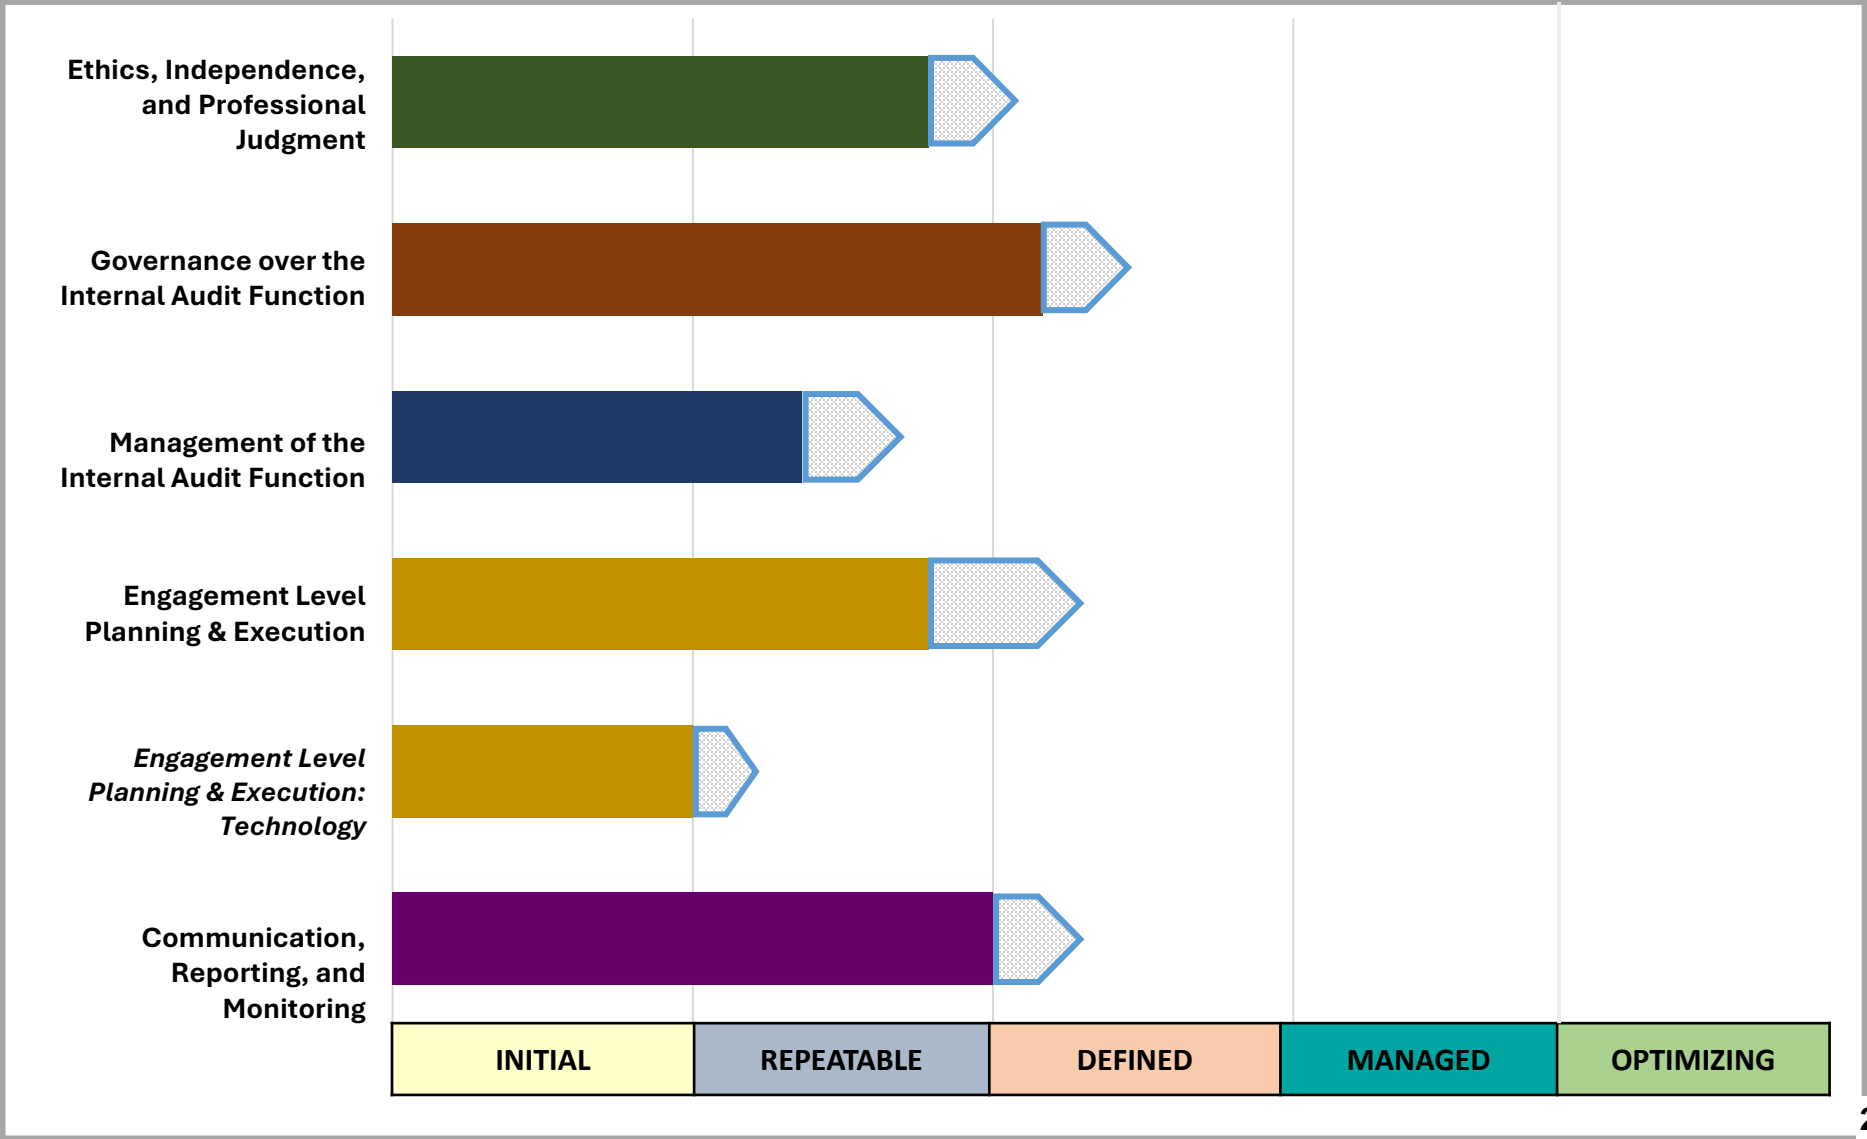 Ethics, Independence,
and Professional
Judgment
Governance over the
Internal Audit Function
Management of the
Internal Audit Function
Engagement Level
Planning & Execution
Engagement Level
Planning & Execution:
Technology
Communication,
Reporting, and
Monitoring
INITIAL REPEATABLE DEFINED MANAGED OPTIMIZING